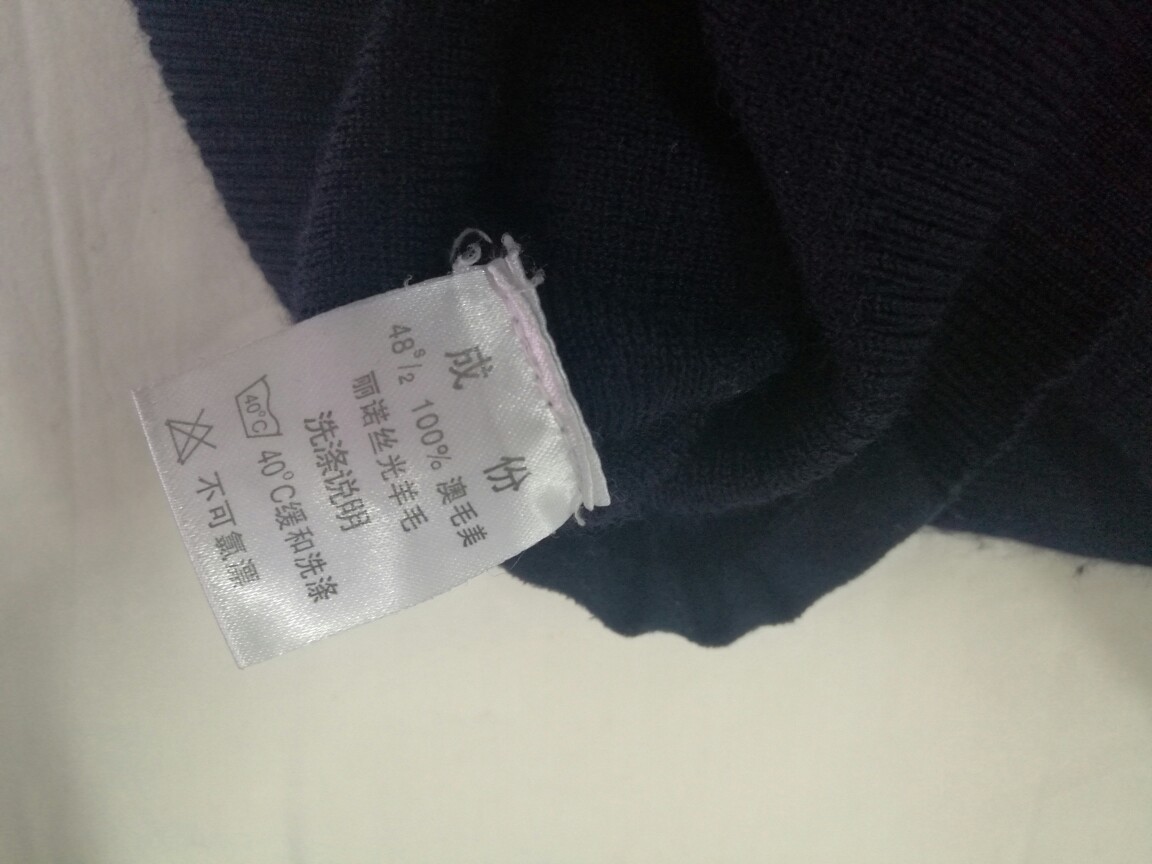 成份
48s/2 100% 澳毛美
丽诺丝光羊毛
洗涤说明
40°C 40°C缓和洗涤
不可氯漂